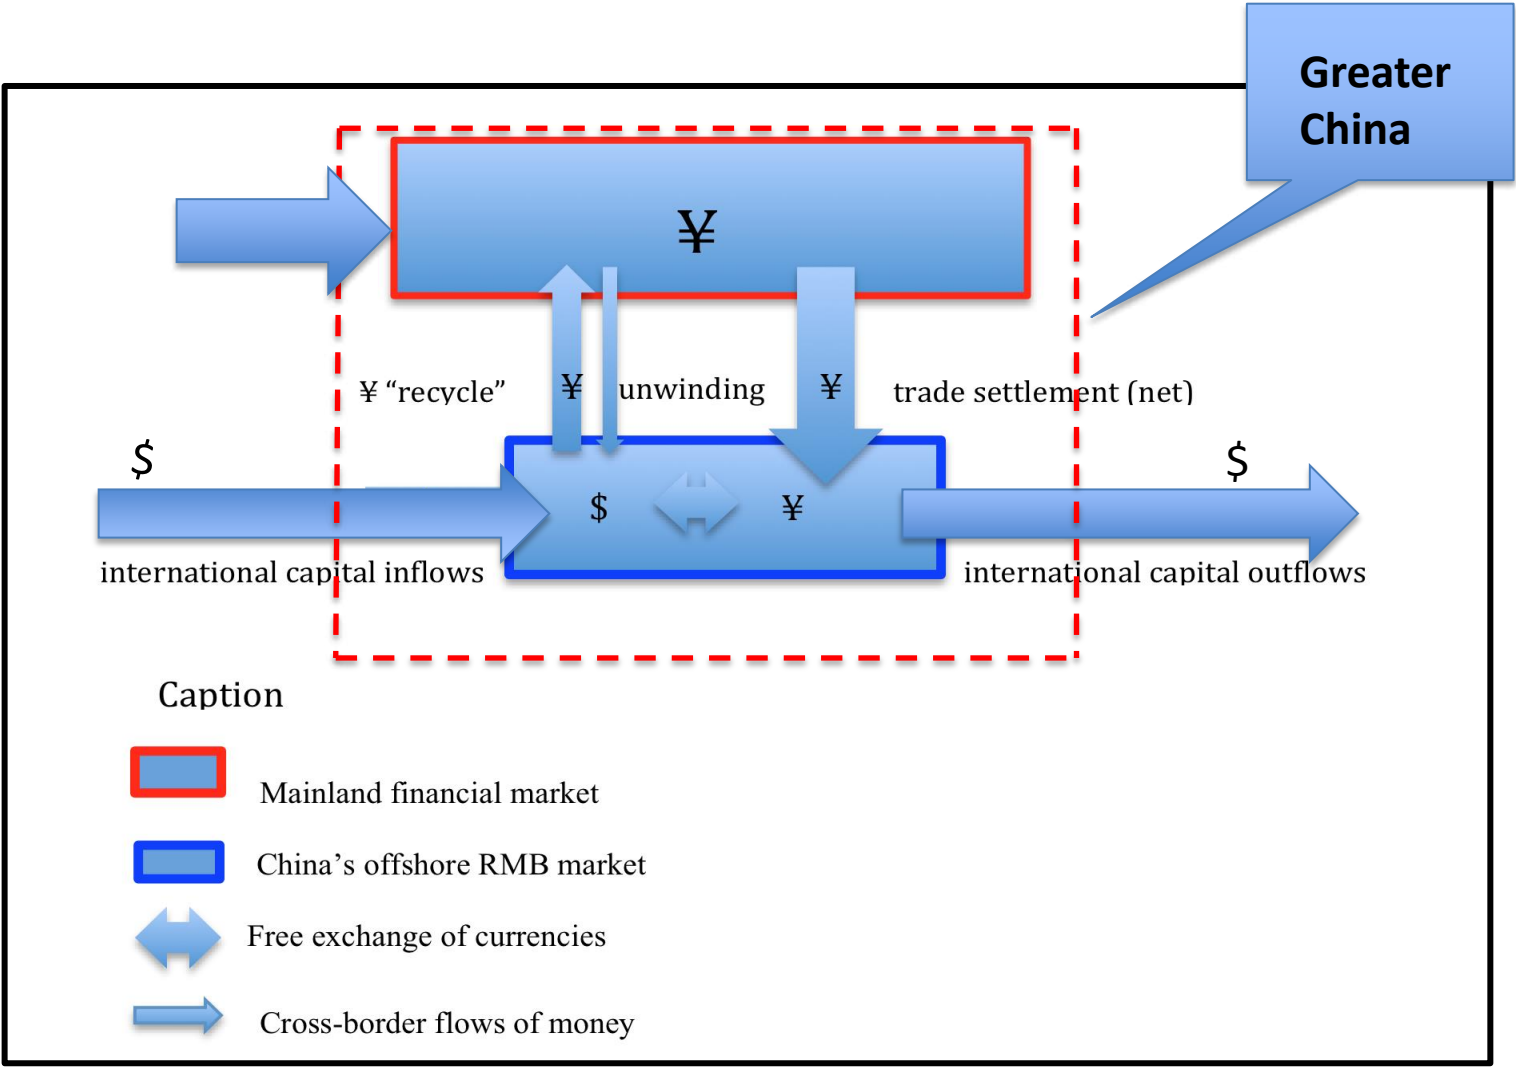 Greater
China
¥
¥ “recycle”
¥
unwinding
¥
trade settlement (net)
$
$
$
¥
international capital inflows
international capital outflows
Caption
Mainland financial market
China’s offshore RMB market
Free exchange of currencies
Cross-border flows of money